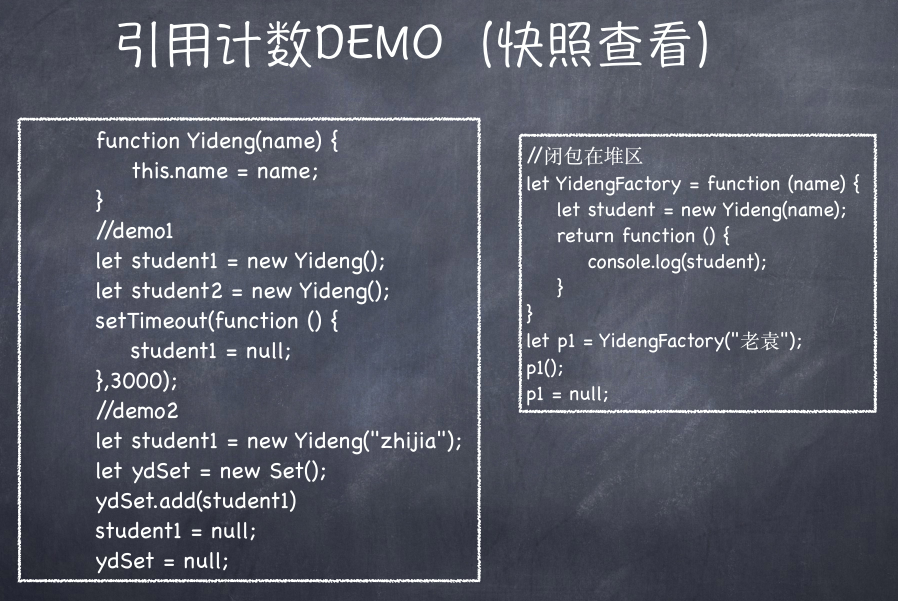 引用计数DEMO（快照查看）
function Yideng(name) {
this.name = name;
}
//demo1
let student1 = new Yideng();
let student2 = new Yideng();
setTimeout(function () {
student1 = null;
},3000);
//demo2
let student1 = new Yideng("zhijia");
let ydSet = new Set();
ydSet.add(student1)
student1 = null;
ydSet = null;
//闭包在堆区
let YidengFactory = function (name) {
let student = new Yideng(name);
return function () {
console.log(student);
}
}
let p1 = YidengFactory("老袁");
p1();
p1 = null;